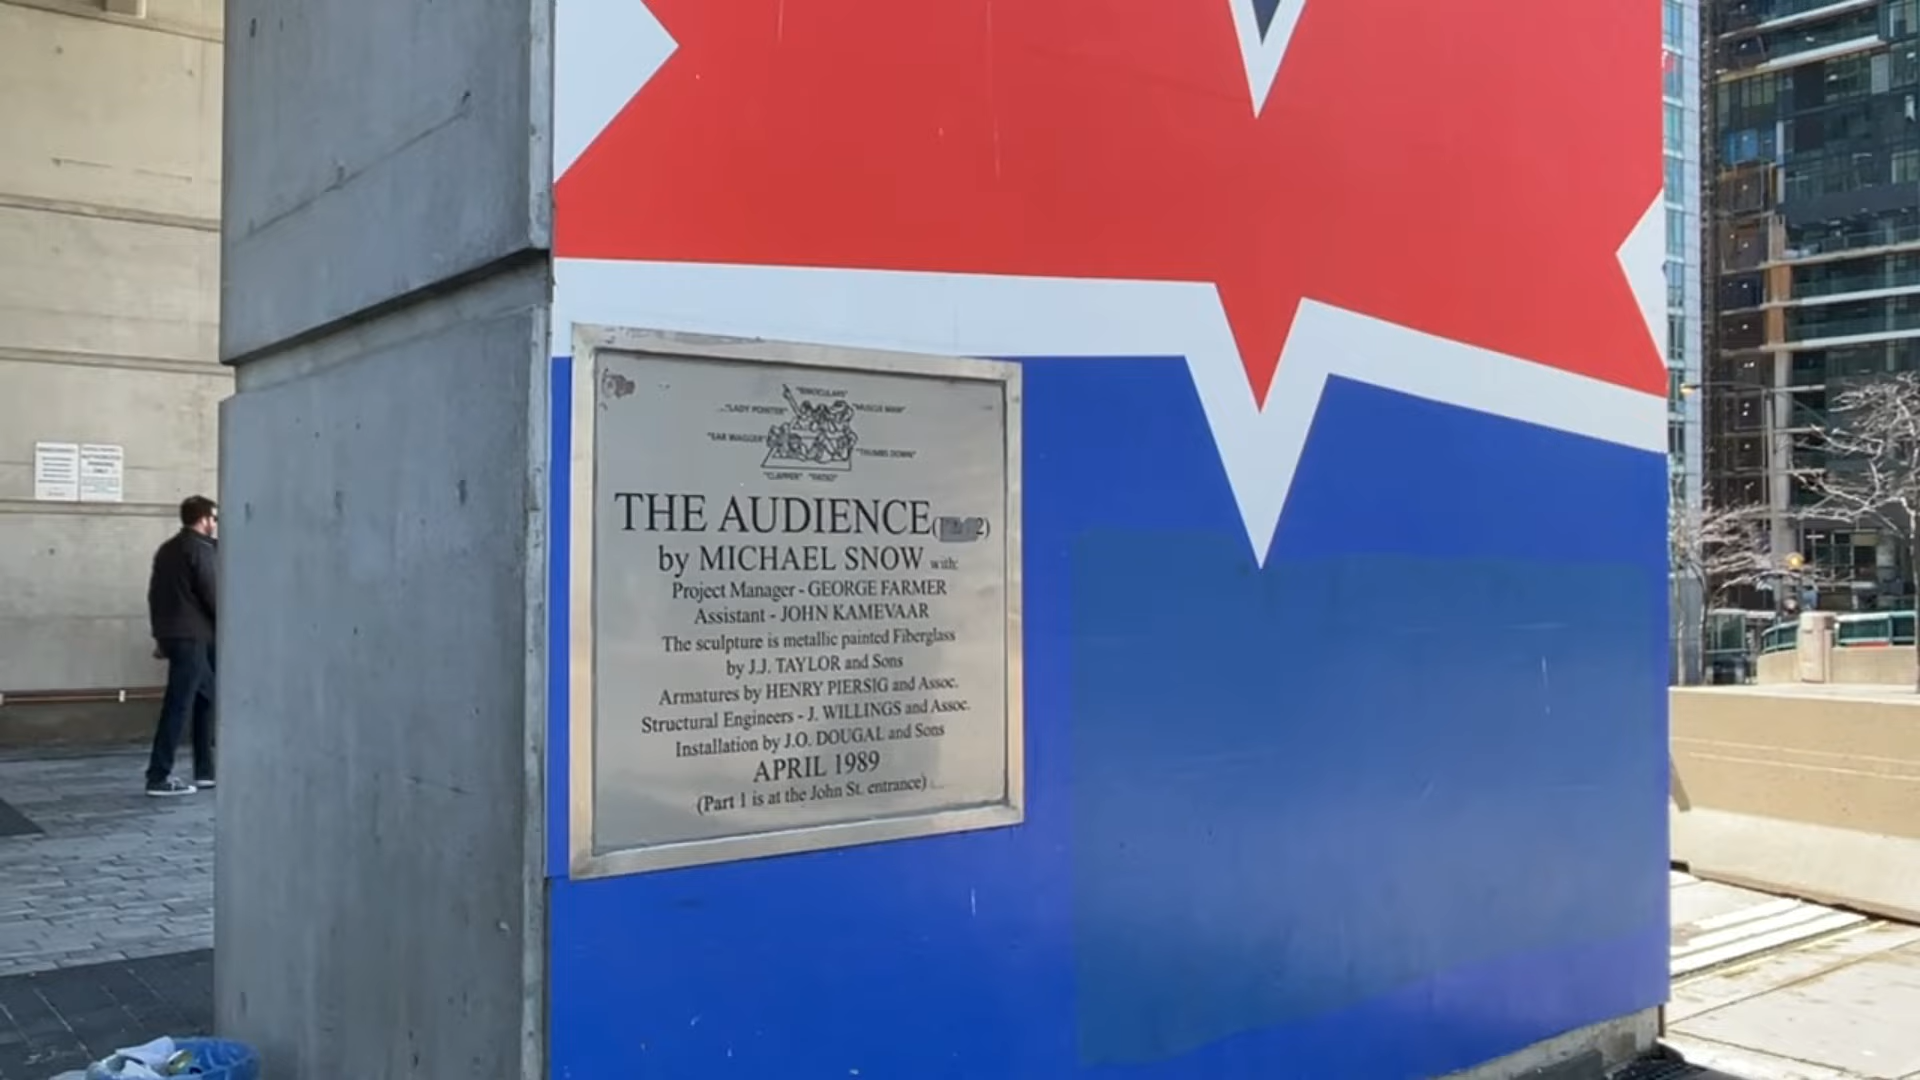 "BINOCULARS"
"LADY POINTER"
"MUSCLE MAN"
"EAR WAGGER"
"THUMBS DOWN"
"CLAPPER"
THE AUDIENCE
by MICHAEL SNOW with:
Project Manager - GEORGE FARMER
Assistant - JOHN KAMEVAAR
The sculpture is metallic painted Fiberglass
by J.J. TAYLOR and Sons
Armatures by HENRY PIERSIG and Assoc.
Structural Engineers - J. WILLINGS and Assoc.
Installation by J.O. DOUGAL and Sons
APRIL 1989
(Part 1 is at the John St. entrance)